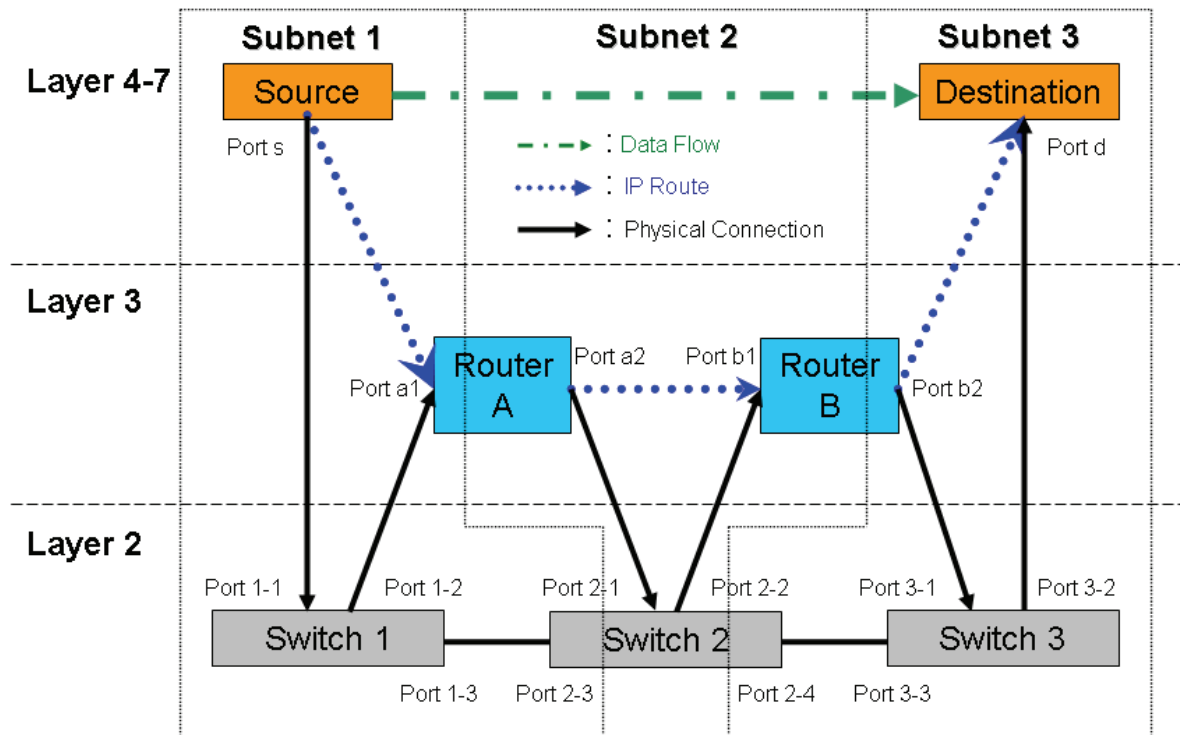 Subnet 1
Subnet 2
Subnet 3
Layer 4-7
Source
Destination
Port s
Port d
: Data Flow
: IP Route
: Physical Connection
Layer 3
Router
A
Port a1
Port a2
Port b1
Router
B
Port b2
Layer 2
Port 1-1
Port 1-2
Port 2-1
Port 2-2
Port 3-1
Port 3-2
Switch 1
Switch 2
Switch 3
Port 1-3
Port 2-3
Port 2-4
Port 3-3